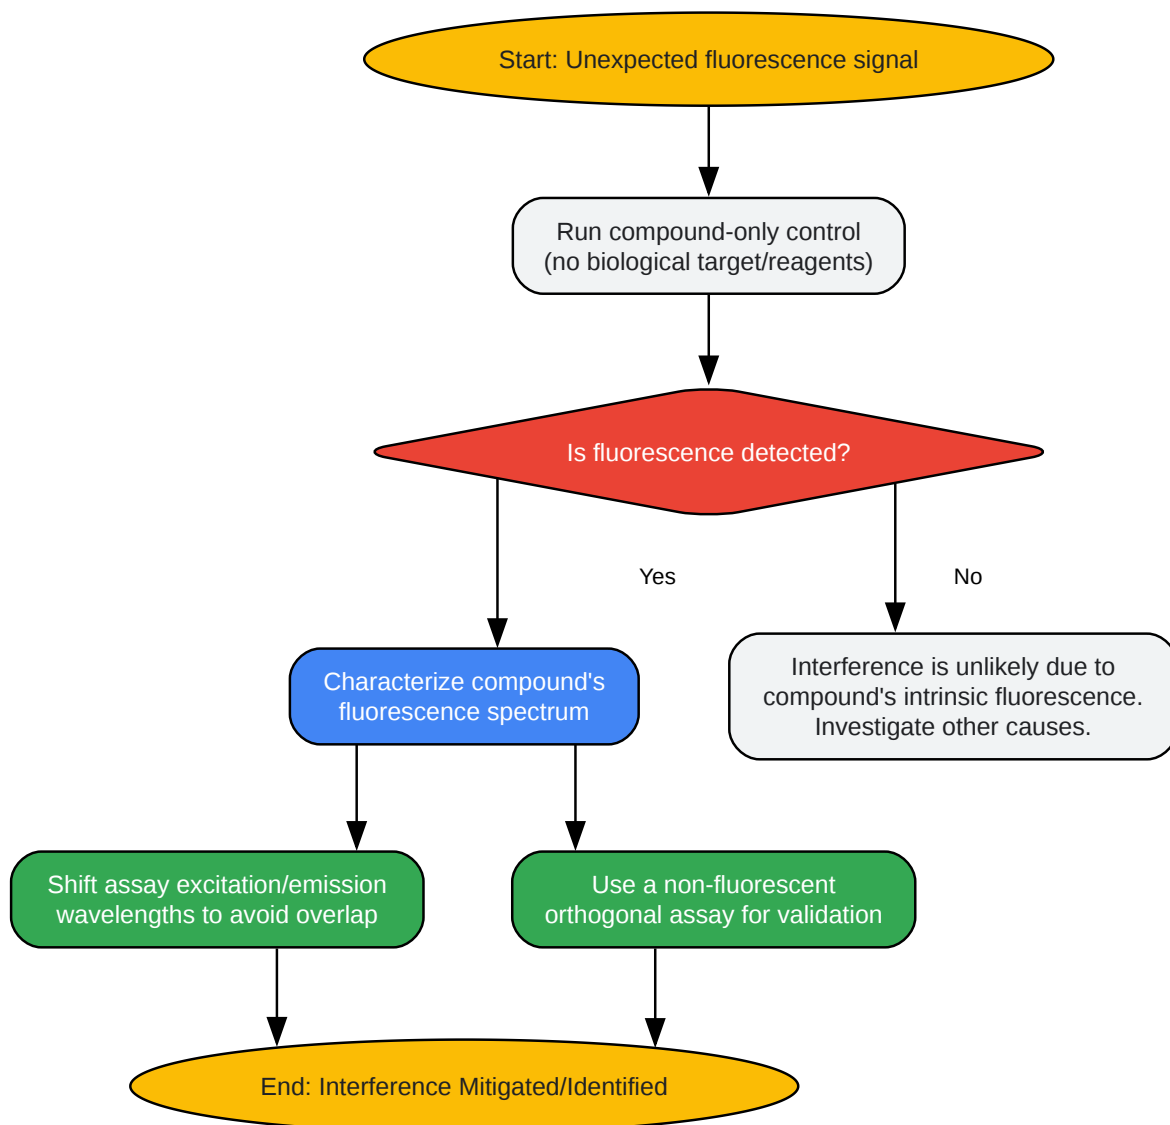 Start: Unexpected fluorescence signal
Run compound-only control
(no biological target/reagents)
Is fluorescence detected?
Yes
No
Characterize compound's
fluorescence spectrum
Interference is unlikely due to
compound's intrinsic fluorescence.
Investigate other causes.
Shift assay excitation/emission
wavelengths to avoid overlap
Use a non-fluorescent
orthogonal assay for validation
End: Interference Mitigated/Identified